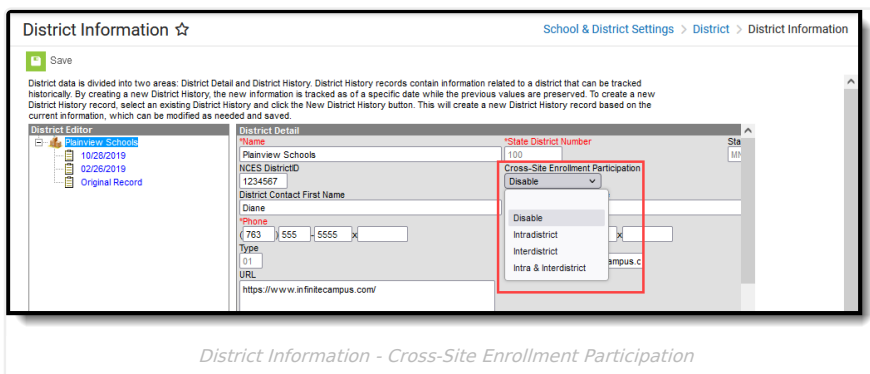 District Information ☆
School & District Settings > District > District Information
Save
District data is divided into two areas: District Detail and District History. District History records contain information related to a district that can be tracked
historically. By creating a new District History, the new information is tracked as of a specific date while the previous values are preserved. To create a new
District History record, select an existing District History and click the New District History button. This will create a new District History record based on the
current information, which can be modified as needed and saved.
District Editor
Plainview Schools
10/28/2019
02/26/2019
Original Record
District Detail
*Name
*State District Number
Sta
Plainview Schools
100
MN
NCES DistrictID
Cross-Site Enrollment Participation
1234567
Disable
District Contact First Name
Diane
Disable
Intradistrict
Interdistrict
Intra & Interdistrict
*Phone
( 763 ) 555 - 5555 x
x
Type
01
ampus.c
URL
https://www.infinitecampus.com/
District Information - Cross-Site Enrollment Participation